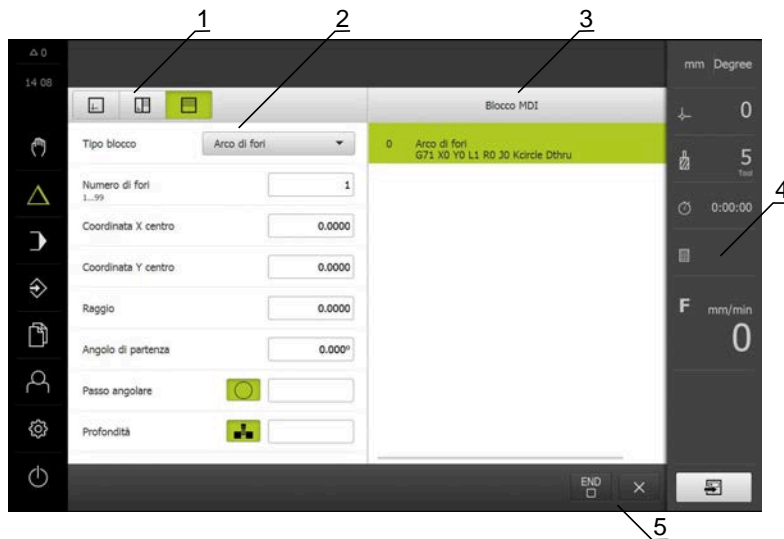 1 2 3
0
14 08
mm Degree
Blocco MDI
0
Tipo blocco Arco di fori
0 Arco di fori
G71 X0 Y0 L1 R0 J0 Kcircle Dthru
5
Tool
Numero di fori 1
1...99
4
Coordinata X centro 0.0000
0:00:00
Coordinata Y centro 0.0000
Raggio 0.0000
F mm/min
0
Angolo di partenza 0.000°
Passo angolare
Profondità
END
5